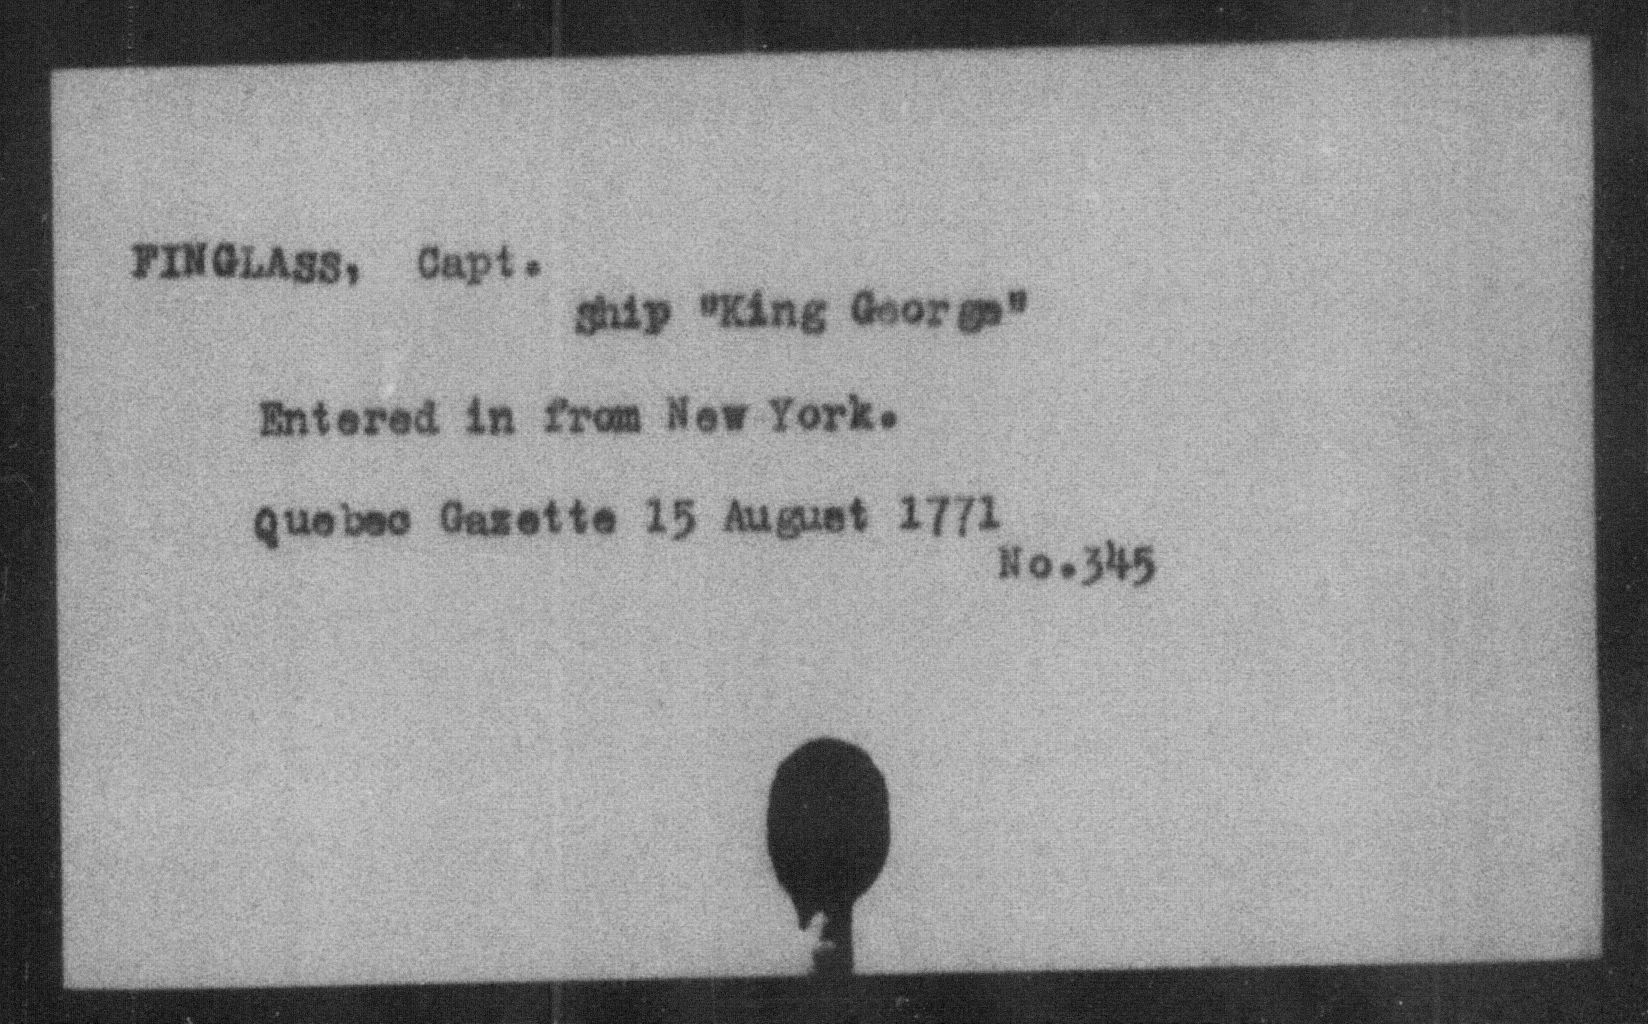 FINGLASS, Capt.
ship "King George"
Entered in from New York.
Quebec Gazette 15 August 1771
No.345